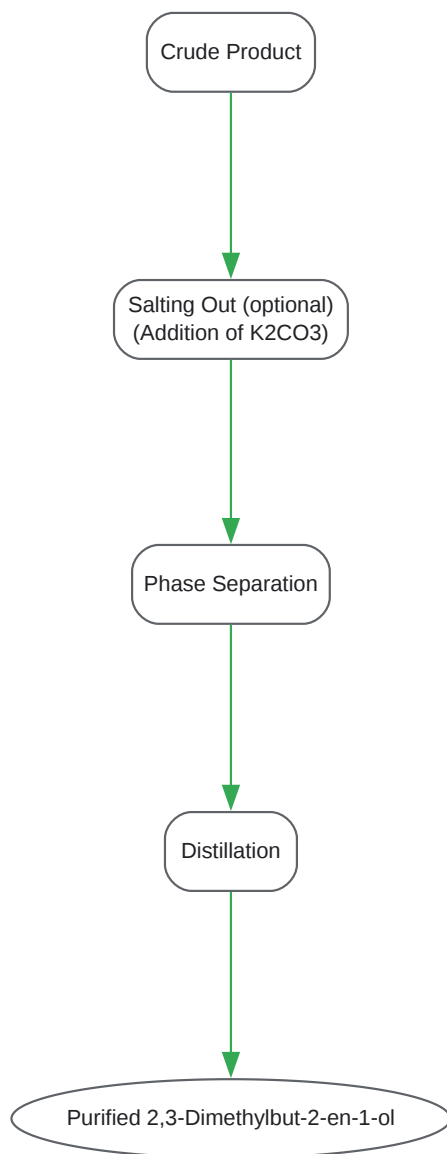 Crude Product
Salting Out (optional)
(Addition of K2CO3)
Phase Separation
Distillation
Purified 2,3-Dimethylbut-2-en-1-ol